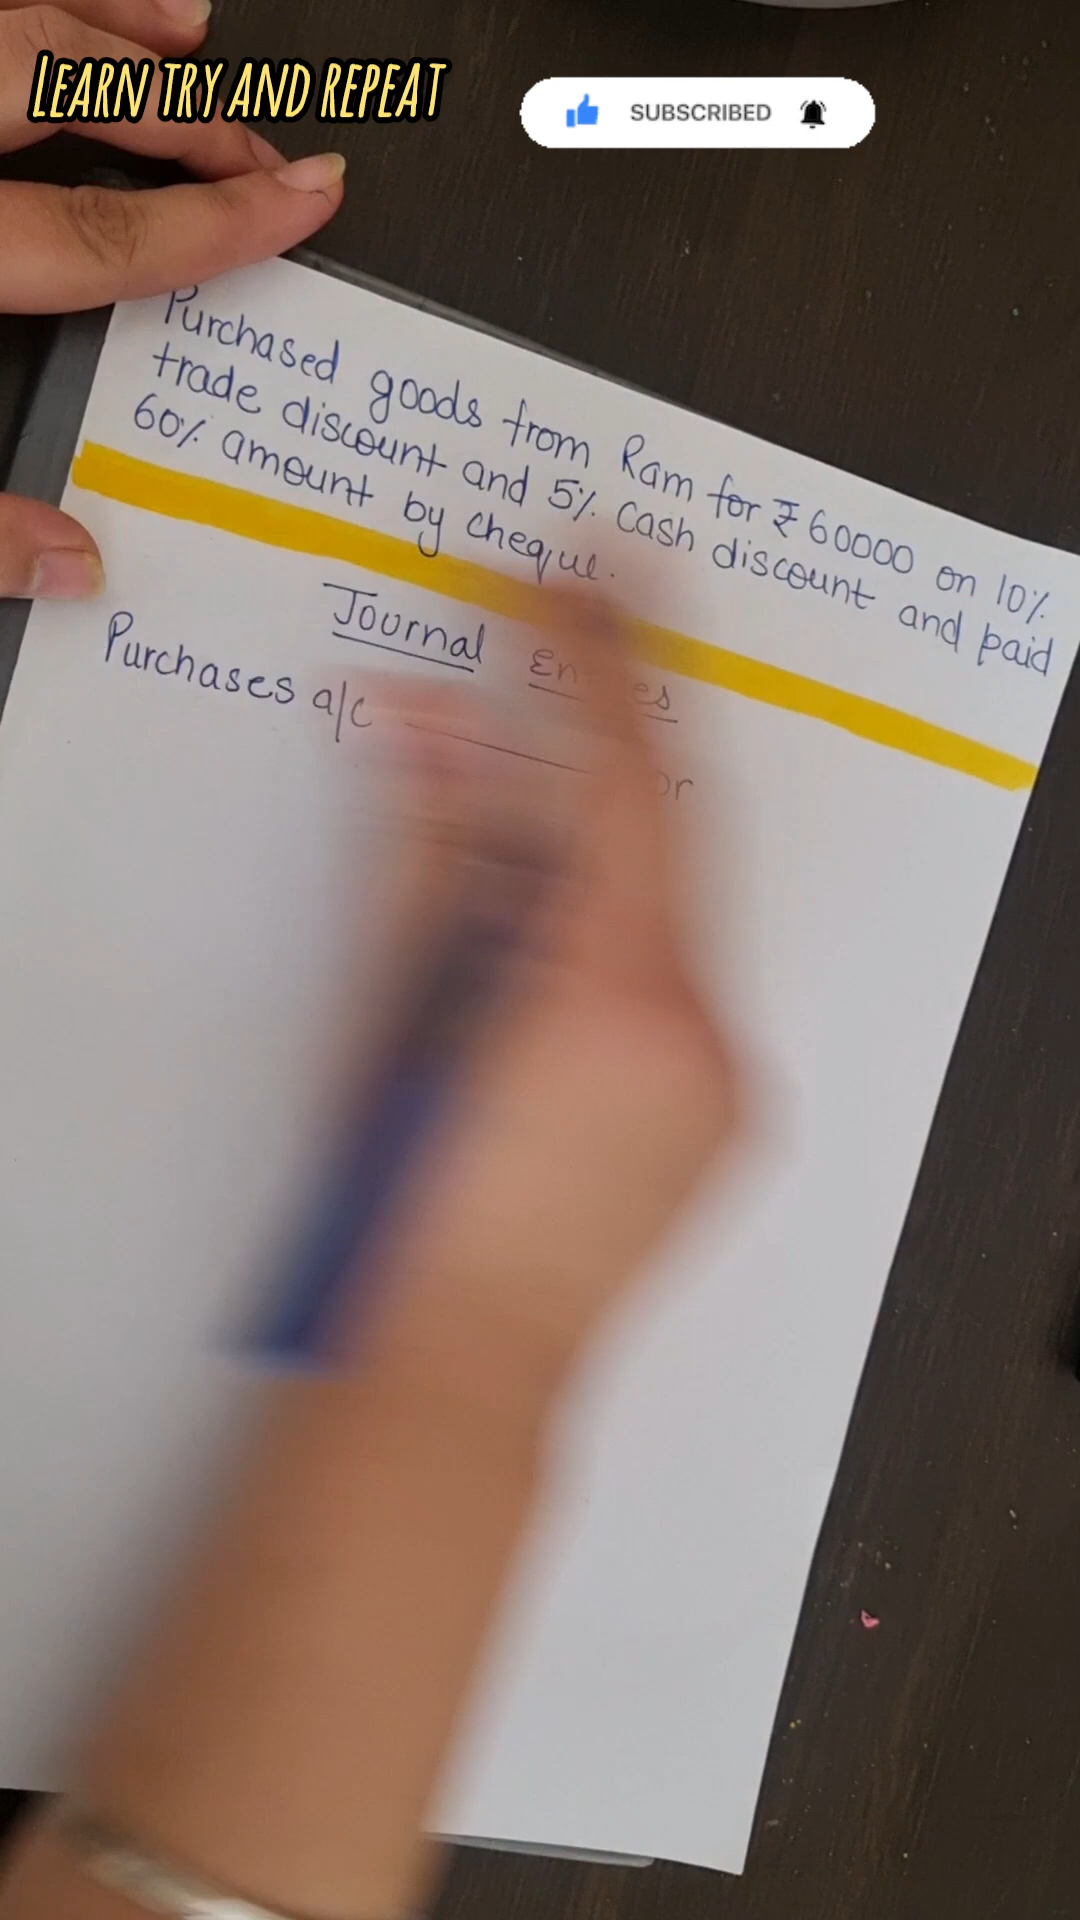 LEARN TRY AND REPEAT
SUBSCRIBED
Purchased goods from Ram for ₹ 60000 on 10%
trade discount and 5% Cash discount and paid
60% amount by cheque.
Journal
Purchases a/c